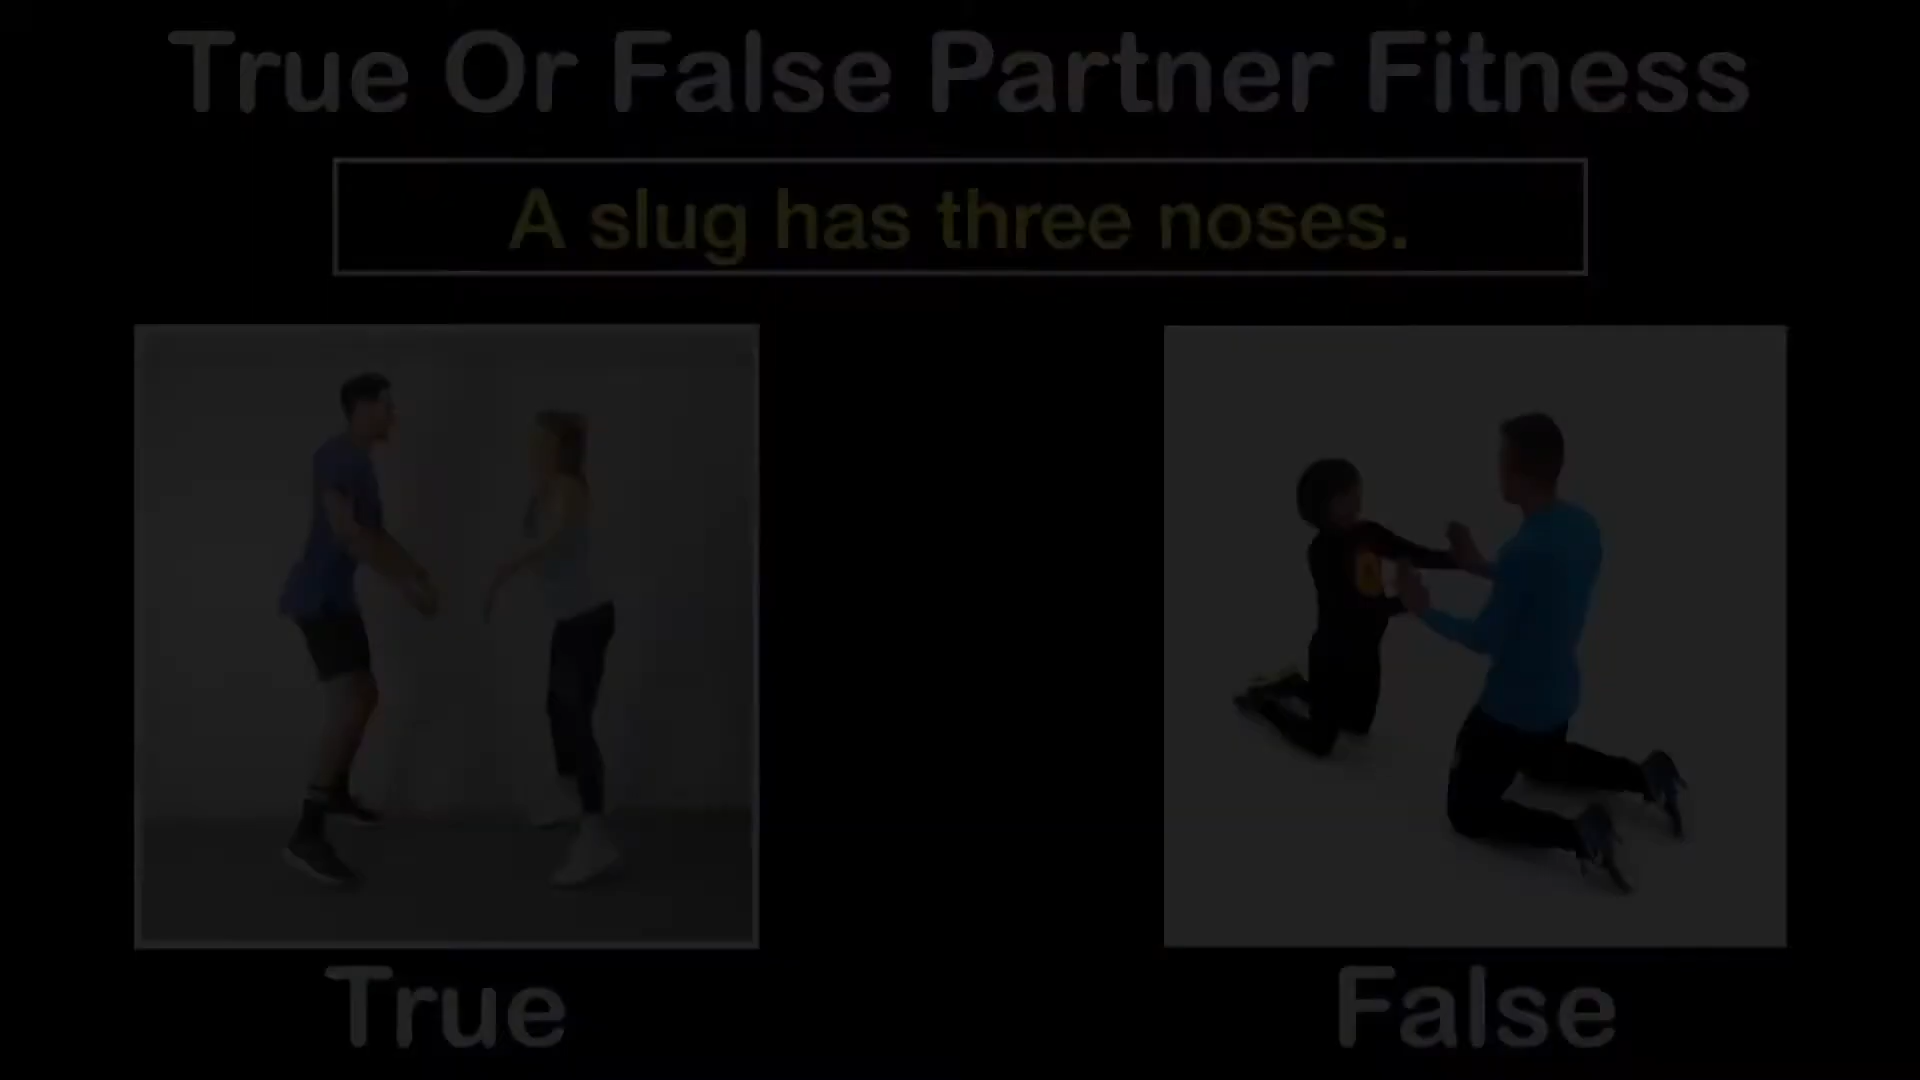 True Or False Partner Fitness
A slug has three noses.
True
False